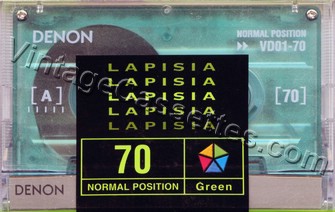 DENON
NORMAL POSITION
VD01-70
LAPISIA
LAPISIA
LAPISIA
LAPISIA
LAPISIA
[A]
[70]
70
NORMAL POSITION
Green
DENON
VintageCassettes.com